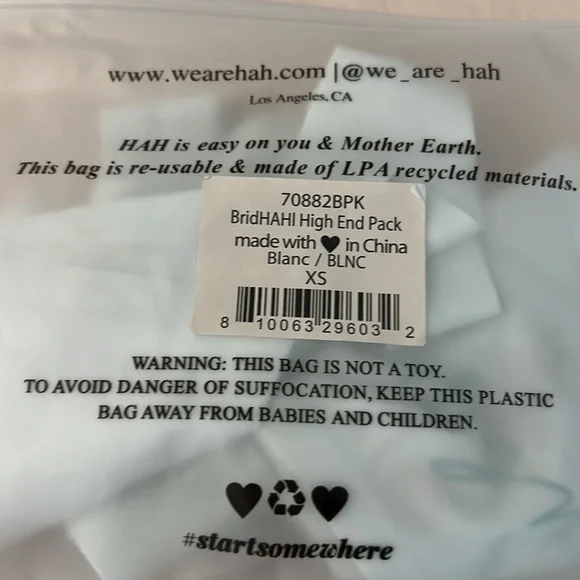 www.wearehah.com |@we_are_hah
Los Angeles, CA
HAH is easy on you & Mother Earth.
This bag is re-usable & made of LPA recycled materials.
70882BPK
BridHAHl High End Pack
made with ♥ in China
Blanc / BLNC
XS
8 10063 29603 2
WARNING: THIS BAG IS NOT A TOY.
TO AVOID DANGER OF SUFFOCATION, KEEP THIS PLASTIC
BAG AWAY FROM BABIES AND CHILDREN.
#startsomewhere